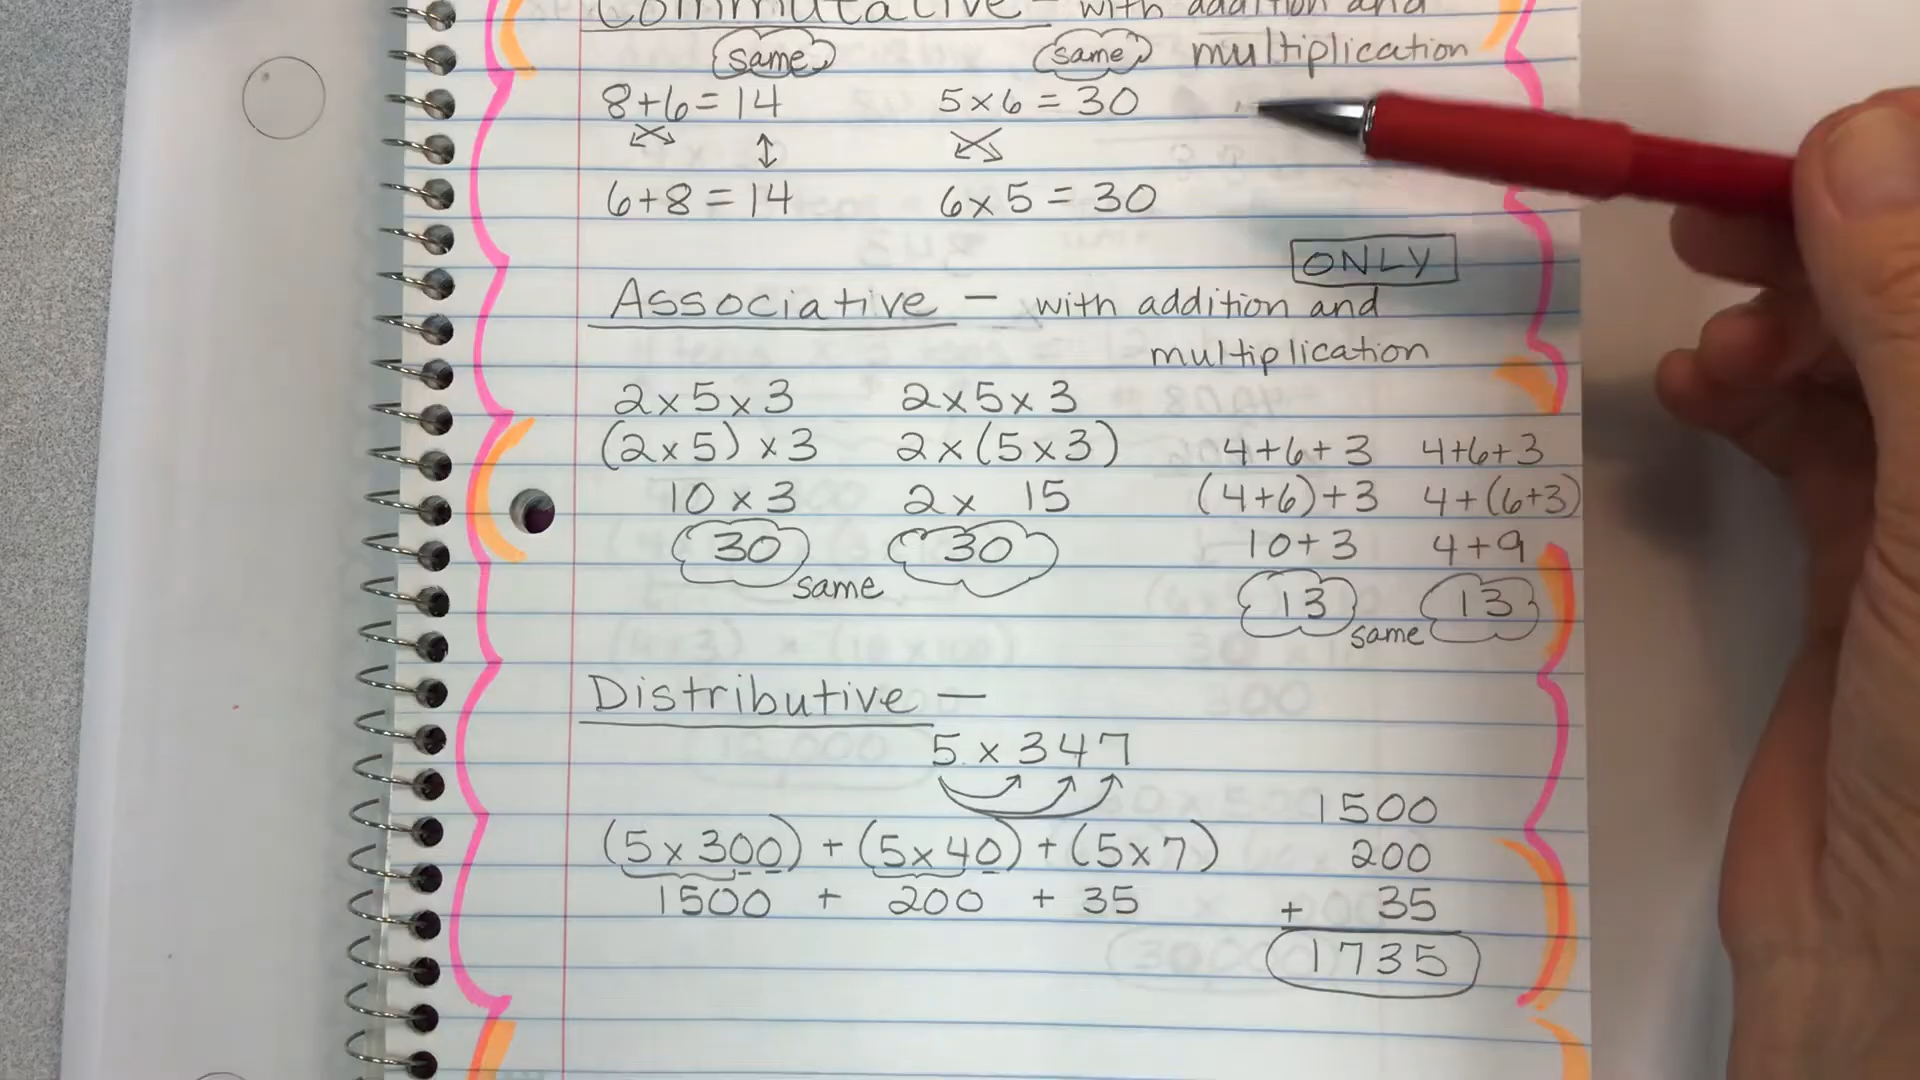 Commutative - with addition and
same same multiplication
8+6=14 5×6=30
6+8=14 6×5=30
ONLY
Associative - with addition and
multiplication
2×5×3 2×5×3
(2×5)×3 2×(5×3) 4+6+3 4+6+3
10×3 2× 15 (4+6)+3 4+(6+3)
30 30 10+3 4+9
same 13 13
same
Distributive -
5×347
1500
(5×300)+(5×40)+(5×7) 200
1500 + 200 + 35 + 35
1735